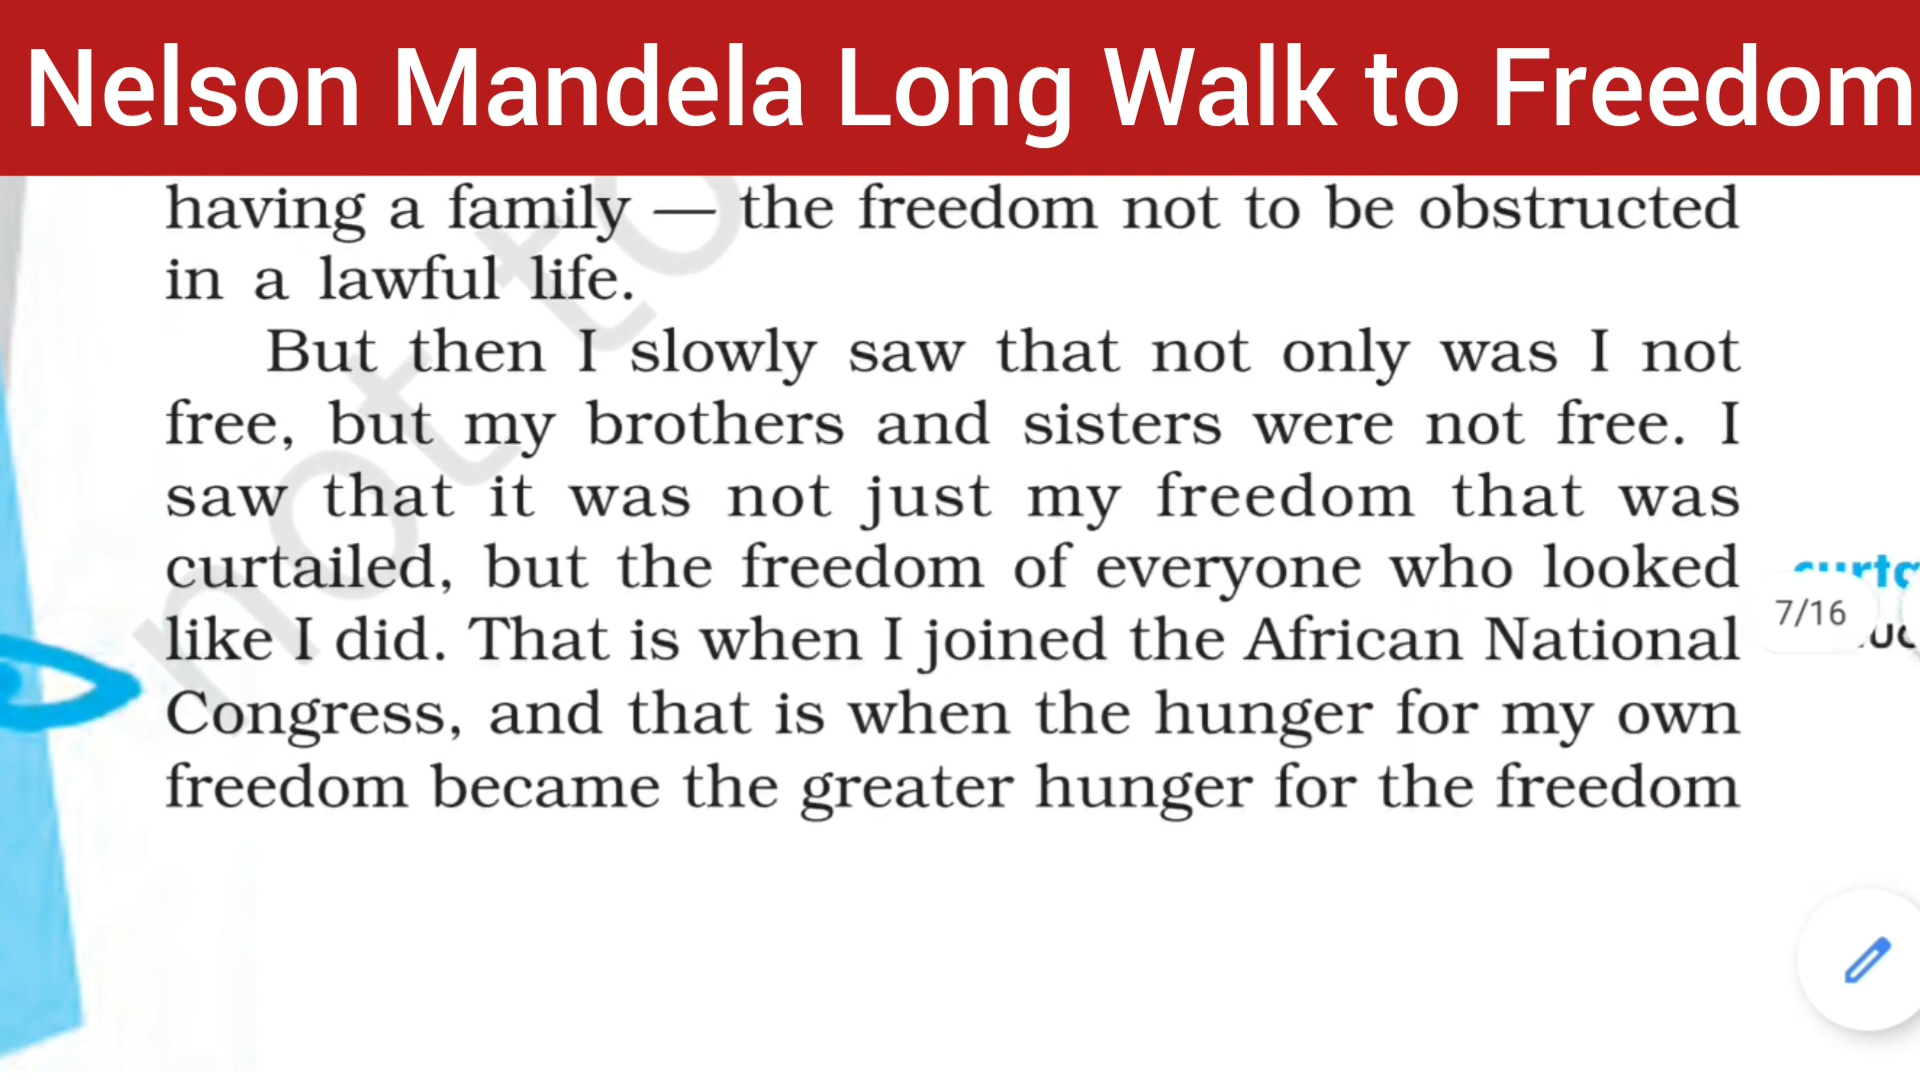 Nelson Mandela Long Walk to Freedom
having a family — the freedom not to be obstructed
in a lawful life.
But then I slowly saw that not only was I not
free, but my brothers and sisters were not free. I
saw that it was not just my freedom that was
curtailed, but the freedom of everyone who looked
like I did. That is when I joined the African National
Congress, and that is when the hunger for my own
freedom became the greater hunger for the freedom
7/16
not to